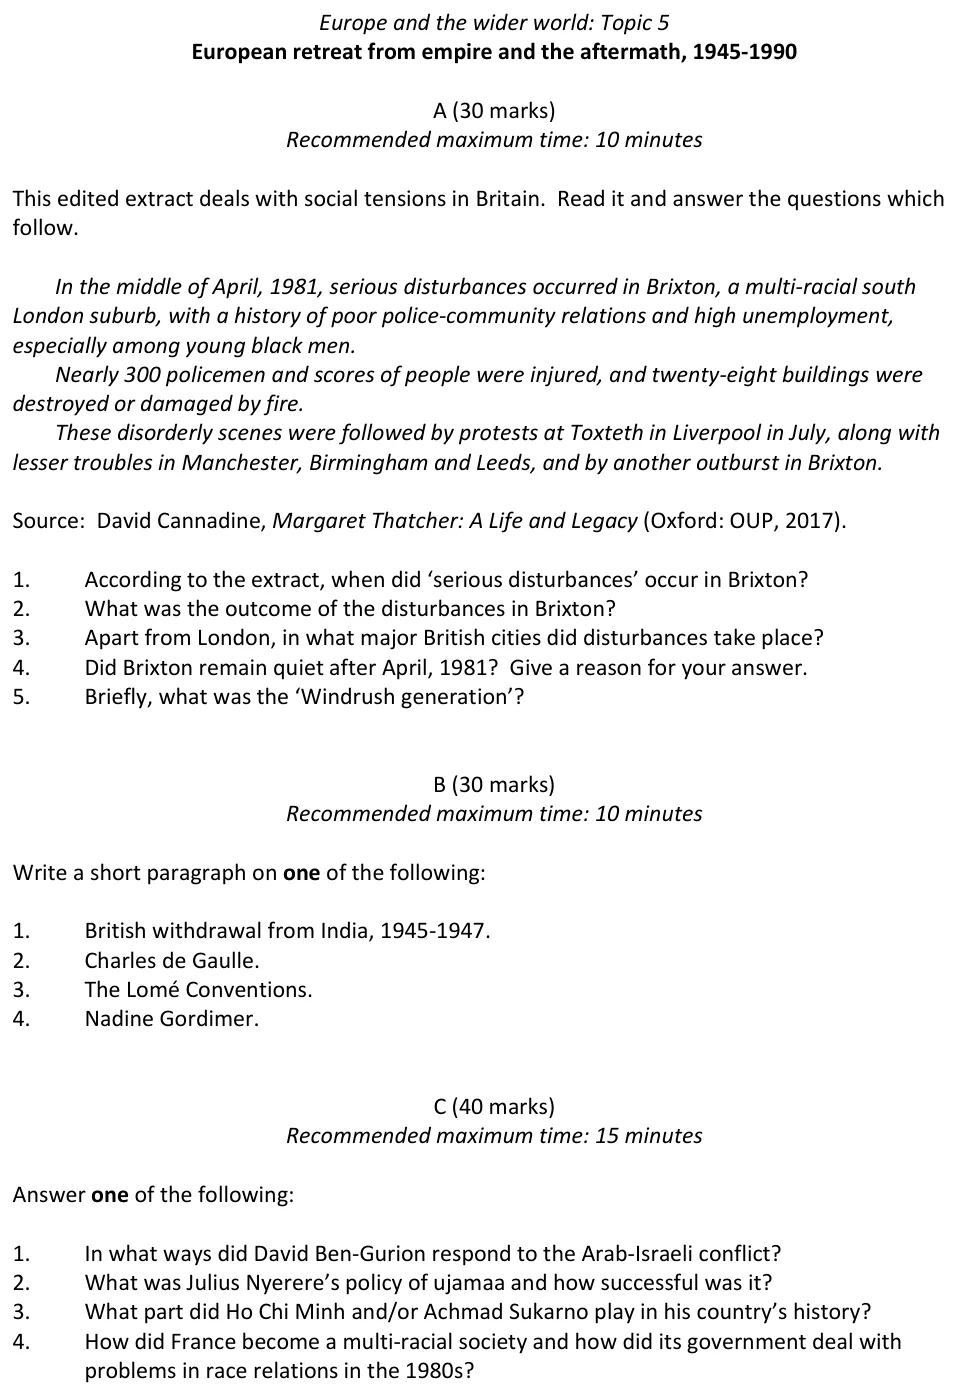 Europe and the wider world: Topic 5
European retreat from empire and the aftermath, 1945-1990
A (30 marks)
Recommended maximum time: 10 minutes
This edited extract deals with social tensions in Britain.  Read it and answer the questions which
follow.
In the middle of April, 1981, serious disturbances occurred in Brixton, a multi-racial south
London suburb, with a history of poor police-community relations and high unemployment,
especially among young black men.
Nearly 300 policemen and scores of people were injured, and twenty-eight buildings were
destroyed or damaged by fire.
These disorderly scenes were followed by protests at Toxteth in Liverpool in July, along with
lesser troubles in Manchester, Birmingham and Leeds, and by another outburst in Brixton.
Source:  David Cannadine, Margaret Thatcher: A Life and Legacy (Oxford: OUP, 2017).
1. According to the extract, when did ‘serious disturbances’ occur in Brixton?
2. What was the outcome of the disturbances in Brixton?
3. Apart from London, in what major British cities did disturbances take place?
4. Did Brixton remain quiet after April, 1981?  Give a reason for your answer.
5. Briefly, what was the ‘Windrush generation’?
B (30 marks)
Recommended maximum time: 10 minutes
Write a short paragraph on one of the following:
1. British withdrawal from India, 1945-1947.
2. Charles de Gaulle.
3. The Lomé Conventions.
4. Nadine Gordimer.
C (40 marks)
Recommended maximum time: 15 minutes
Answer one of the following:
1. In what ways did David Ben-Gurion respond to the Arab-Israeli conflict?
2. What was Julius Nyerere’s policy of ujamaa and how successful was it?
3. What part did Ho Chi Minh and/or Achmad Sukarno play in his country’s history?
4. How did France become a multi-racial society and how did its government deal with
problems in race relations in the 1980s?